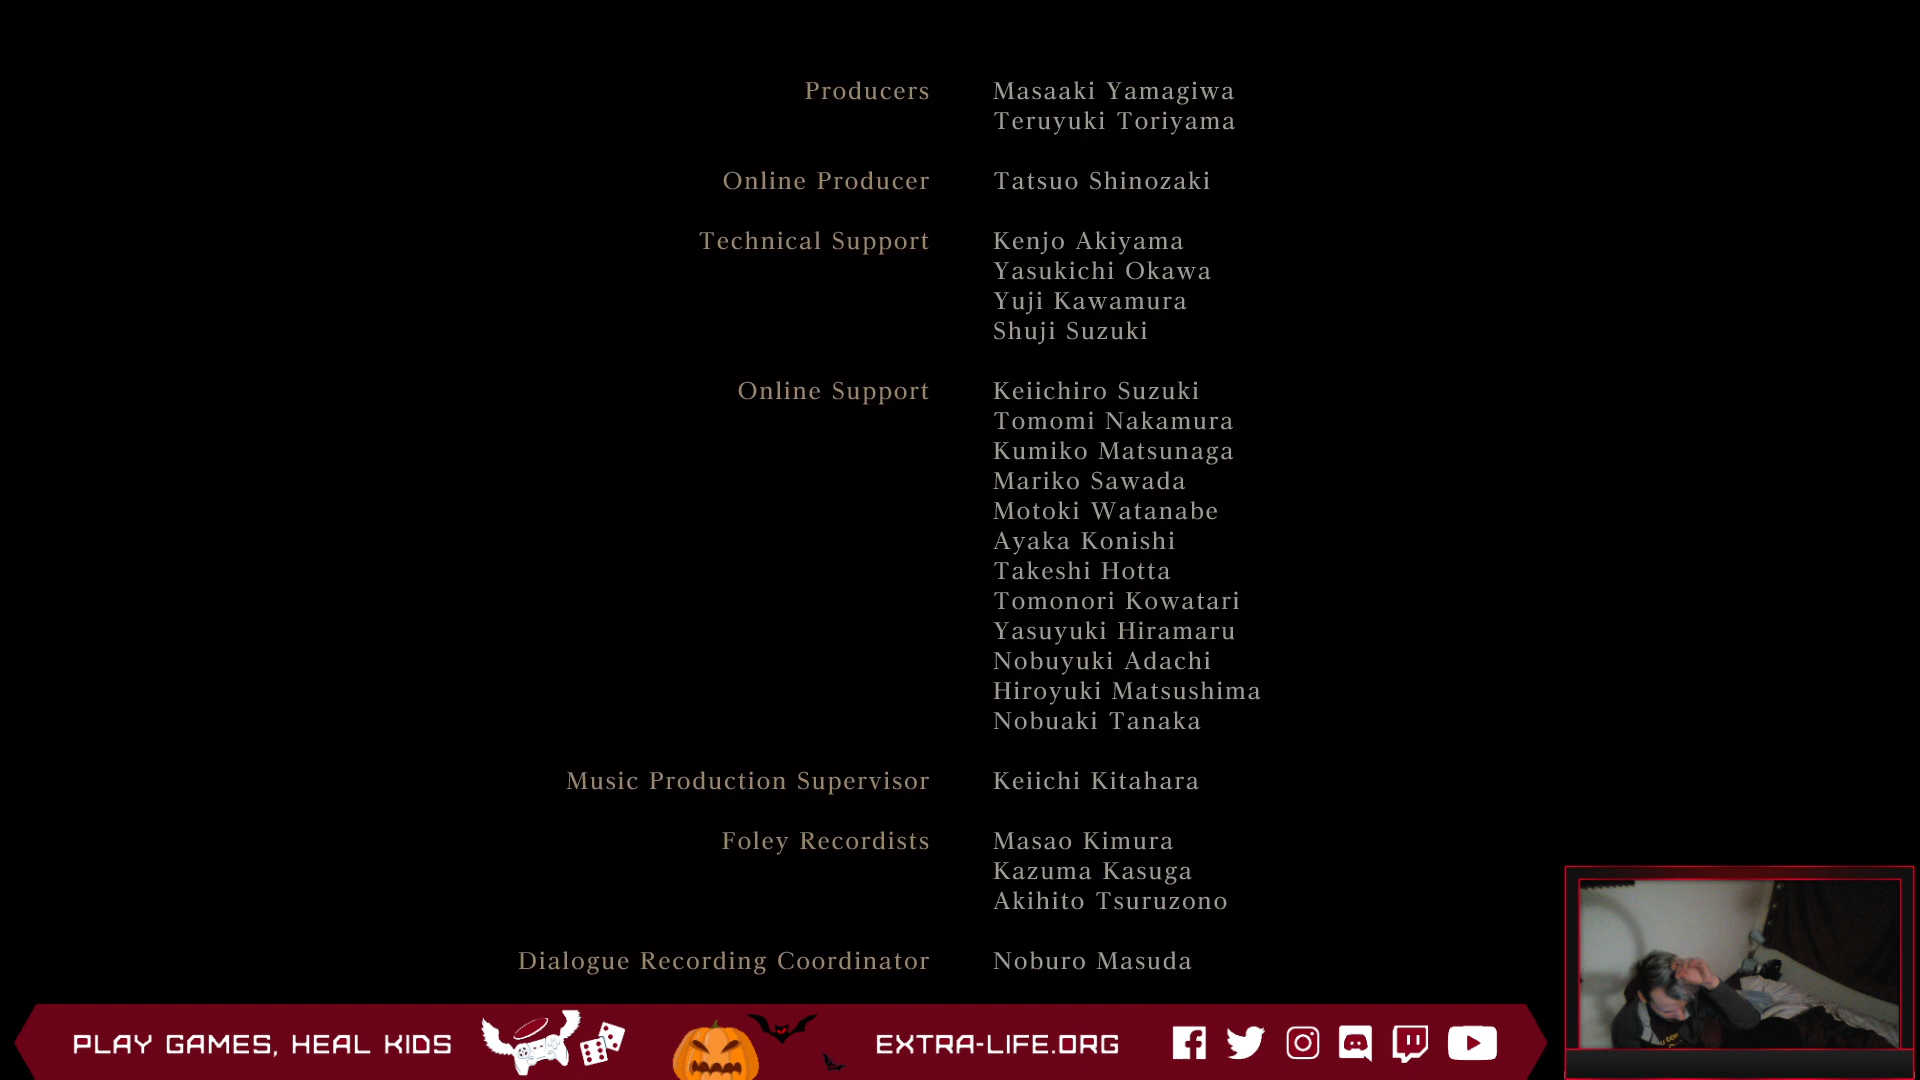 Producers Masaaki Yamagiwa
Teruyuki Toriyama
Online Producer Tatsuo Shinozaki
Technical Support Kenjo Akiyama
Yasukichi Okawa
Yuji Kawamura
Shuji Suzuki
Online Support Keiichiro Suzuki
Tomomi Nakamura
Kumiko Matsunaga
Mariko Sawada
Motoki Watanabe
Ayaka Konishi
Takeshi Hotta
Tomonori Kowatari
Yasuyuki Hiramaru
Nobuyuki Adachi
Hiroyuki Matsushima
Nobuaki Tanaka
Music Production Supervisor Keiichi Kitahara
Foley Recordists Masao Kimura
Kazuma Kasuga
Akihito Tsuruzono
Dialogue Recording Coordinator Noburo Masuda
PLAY GAMES, HEAL KIDS EXTRA-LIFE.ORG